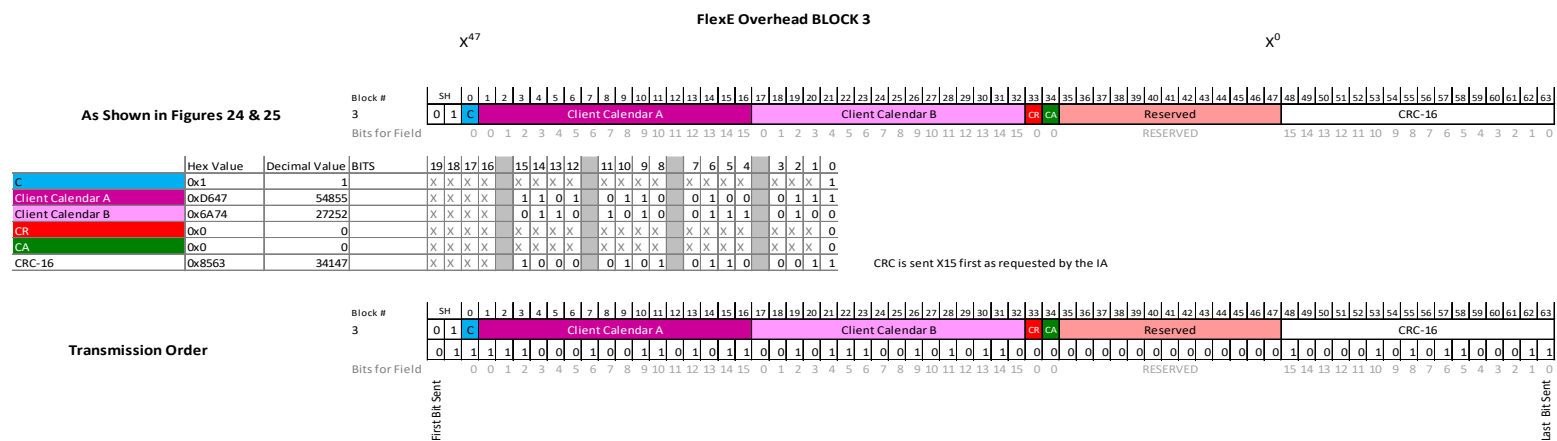 FlexE Overhead BLOCK 3
X47 X0
Block # SH 0 1 2 3 4 5 6 7 8 9 10 11 12 13 14 15 16 17 18 19 20 21 22 23 24 25 26 27 28 29 30 31 32 33 34 35 36 37 38 39 40 41 42 43 44 45 46 47 48 49 50 51 52 53 54 55 56 57 58 59 60 61 62 63
As Shown in Figures 24 & 25 3 0 1 C Client Calendar A Client Calendar B CR CA Reserved CRC-16
Bits for Field 0 0 1 2 3 4 5 6 7 8 9 10 11 12 13 14 15 0 1 2 3 4 5 6 7 8 9 10 11 12 13 14 15 0 0 RESERVED 15 14 13 12 11 10 9 8 7 6 5 4 3 2 1 0
Hex Value Decimal Value BITS 19 18 17 16 15 14 13 12 11 10 9 8 7 6 5 4 3 2 1 0
C 0x1 1 X X X X X X X X X X X X X X X X X X X 1
Client Calendar A 0xD647 54855 X X X X 1 1 0 1 0 1 1 0 0 1 0 0 0 1 1 1
Client Calendar B 0x6A74 27252 X X X X 0 1 1 0 1 0 1 0 0 1 1 1 0 1 0 0
CR 0x0 0 X X X X X X X X X X X X X X X X X X X 0
CA 0x0 0 X X X X X X X X X X X X X X X X X X X 0
CRC-16 0x8563 34147 X X X X 1 0 0 0 0 1 0 1 0 1 1 0 0 0 1 1 CRC is sent X15 first as requested by the IA
Block # SH 0 1 2 3 4 5 6 7 8 9 10 11 12 13 14 15 16 17 18 19 20 21 22 23 24 25 26 27 28 29 30 31 32 33 34 35 36 37 38 39 40 41 42 43 44 45 46 47 48 49 50 51 52 53 54 55 56 57 58 59 60 61 62 63
3 0 1 C Client Calendar A Client Calendar B CR CA Reserved CRC-16
Transmission Order 0 1 1 1 1 1 0 0 0 1 0 0 1 1 0 1 0 1 1 0 0 1 0 1 1 1 0 0 1 0 1 0 1 1 0 0 0 0 0 0 0 0 0 0 0 0 0 0 0 0 1 0 0 0 0 1 0 1 0 1 1 0 0 0 1 1
Bits for Field 0 0 1 2 3 4 5 6 7 8 9 10 11 12 13 14 15 0 1 2 3 4 5 6 7 8 9 10 11 12 13 14 15 0 0 RESERVED 15 14 13 12 11 10 9 8 7 6 5 4 3 2 1 0
First Bit Sent
Last Bit Sent